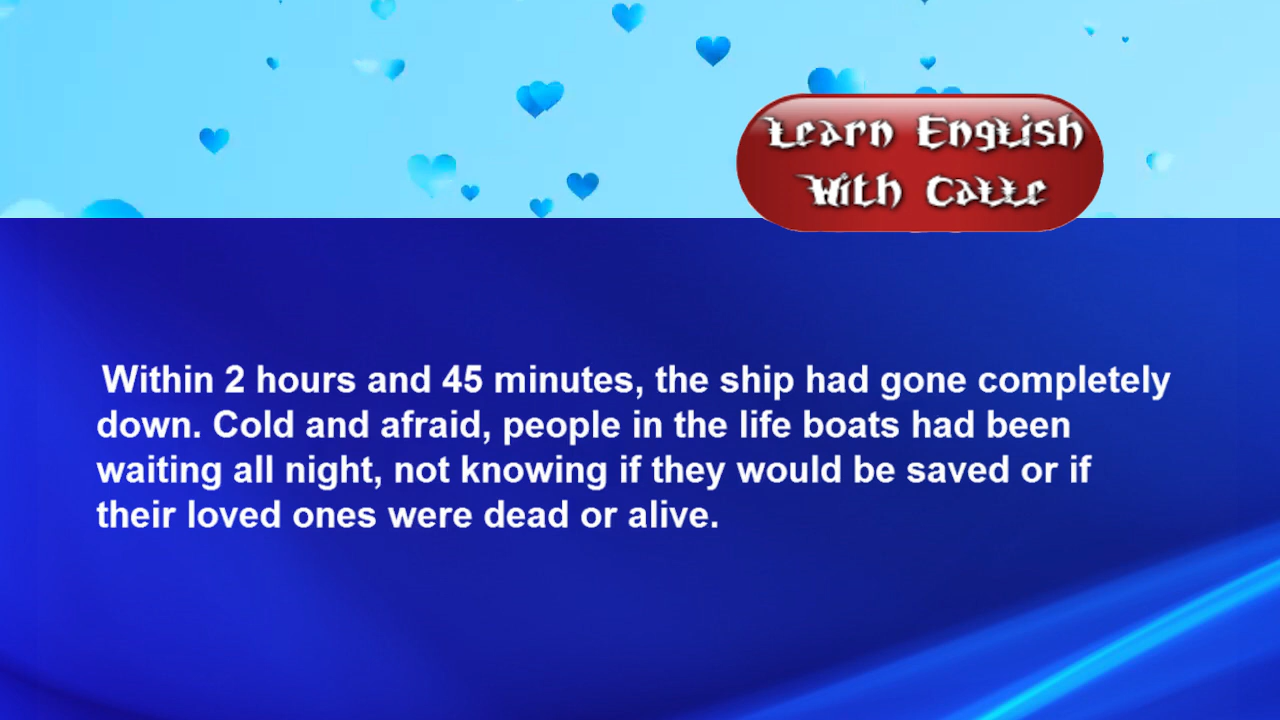 Learn English
With Catte
Within 2 hours and 45 minutes, the ship had gone completely
down. Cold and afraid, people in the life boats had been
waiting all night, not knowing if they would be saved or if
their loved ones were dead or alive.